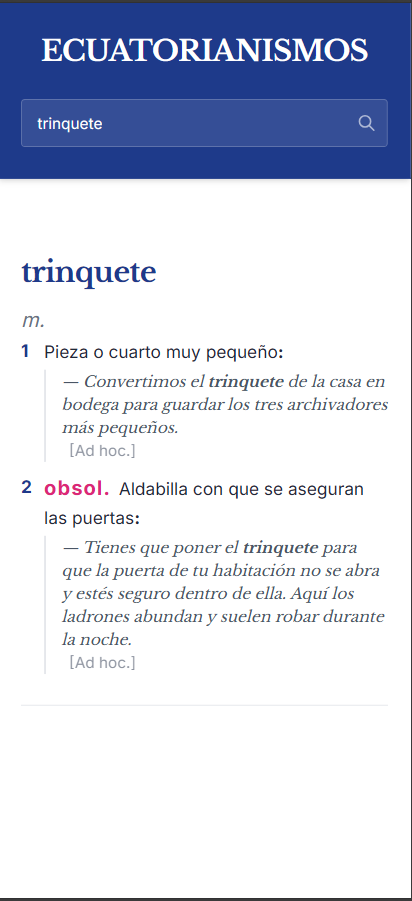 ECUATORIANISMOS
trinquete
trinquete
m.
1 Pieza o cuarto muy pequeño:
— Convertimos el trinquete de la casa en
bodega para guardar los tres archivadores
más pequeños.
[Ad hoc.]
2 obsol. Aldabilla con que se aseguran
las puertas:
— Tienes que poner el trinquete para
que la puerta de tu habitación no se abra
y estés seguro dentro de ella. Aquí los
ladrones abundan y suelen robar durante
la noche.
[Ad hoc.]